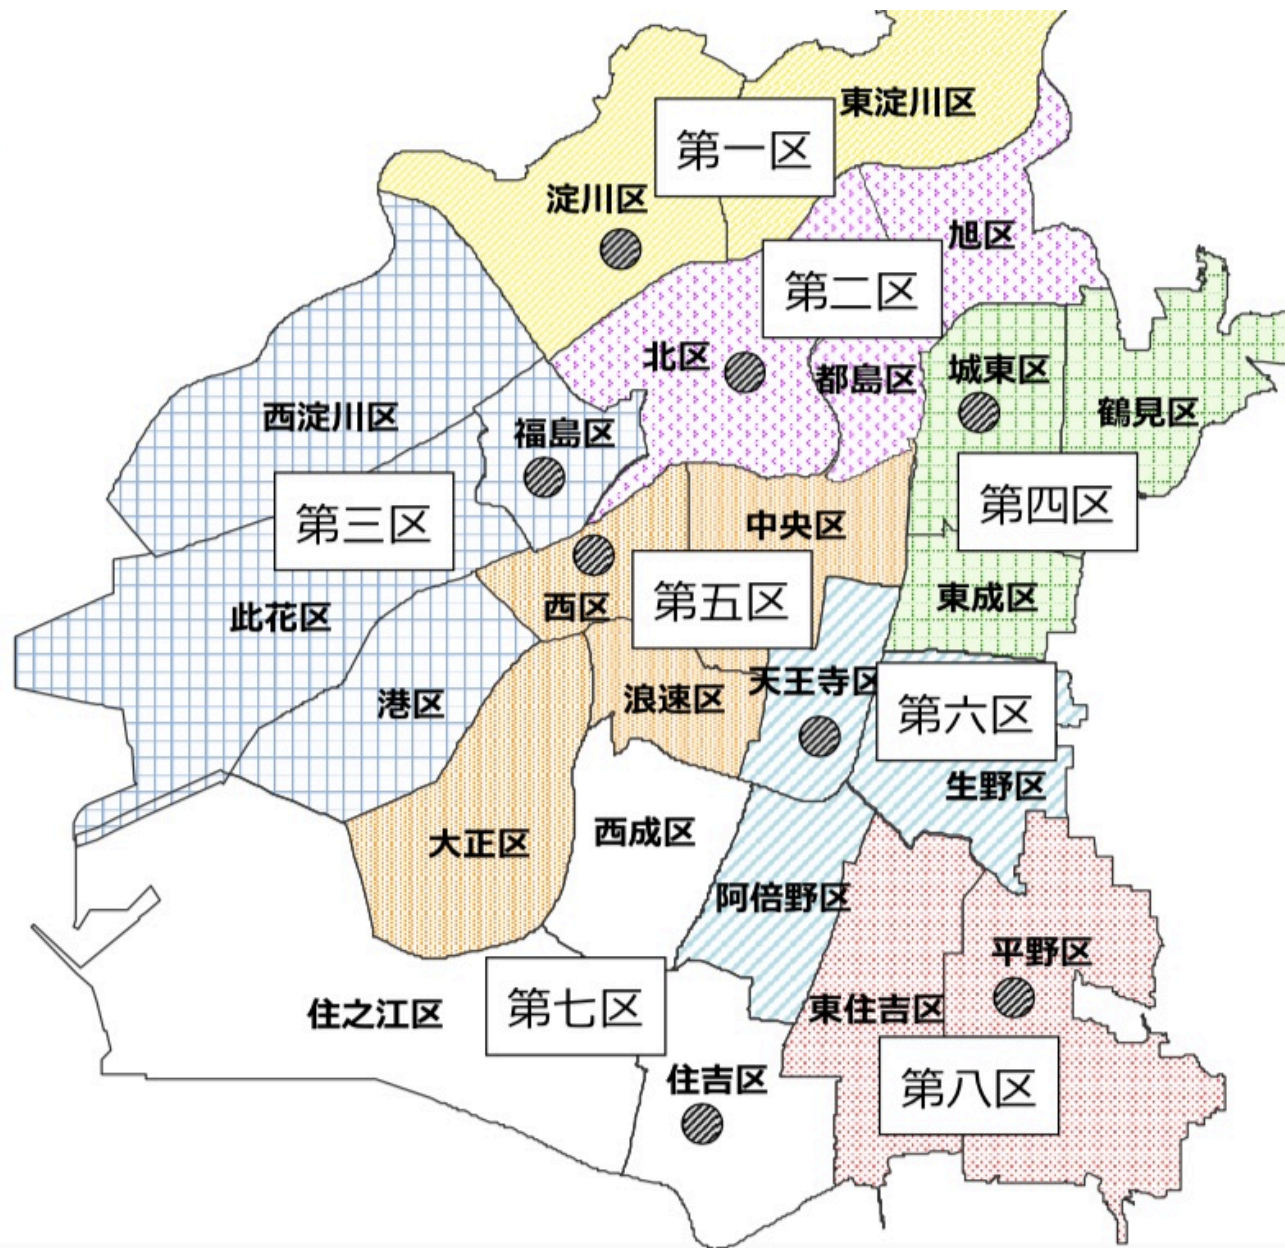 東淀川区
第一区
淀川区
旭区
第二区
北区
都島区
城東区
鶴見区
西淀川区
福島区
第三区
第四区
中央区
此花区
西区
第五区
東成区
港区
浪速区
天王寺区
第六区
生野区
大正区
西成区
阿倍野区
平野区
住之江区
第七区
東住吉区
住吉区
第八区